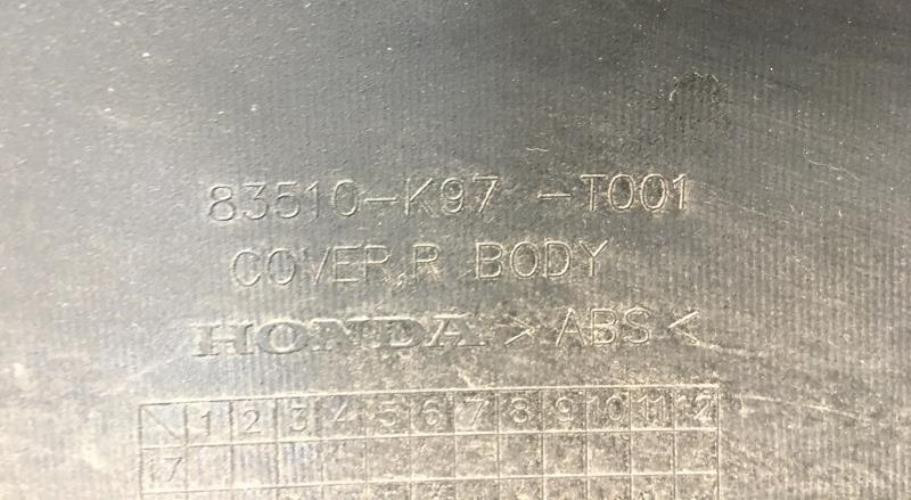 83510-K97 -T001
COVER,R BODY
HONDA >ABS<
1 2 3 4 5 6 7 8 9 10 11 12
17